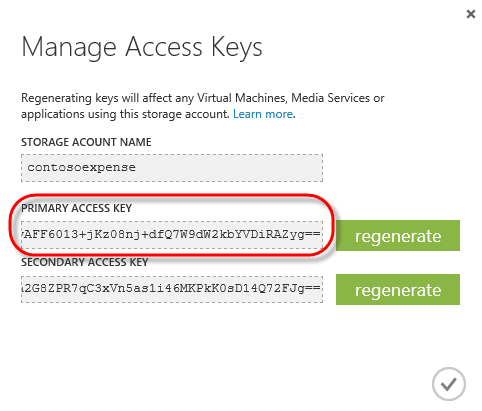 Manage Access Keys
Regenerating keys will affect any Virtual Machines, Media Services or
applications using this storage account. Learn more.
STORAGE ACOUNT NAME
contosoexpense
PRIMARY ACCESS KEY
AFF6013+jKz08nj+dfQ7W9dW2kbYVDiRAZyg==
regenerate
SECONDARY ACCESS KEY
2G8ZPR7qC3xVn5as1i46MKPkK0sD14Q72FJg==
regenerate